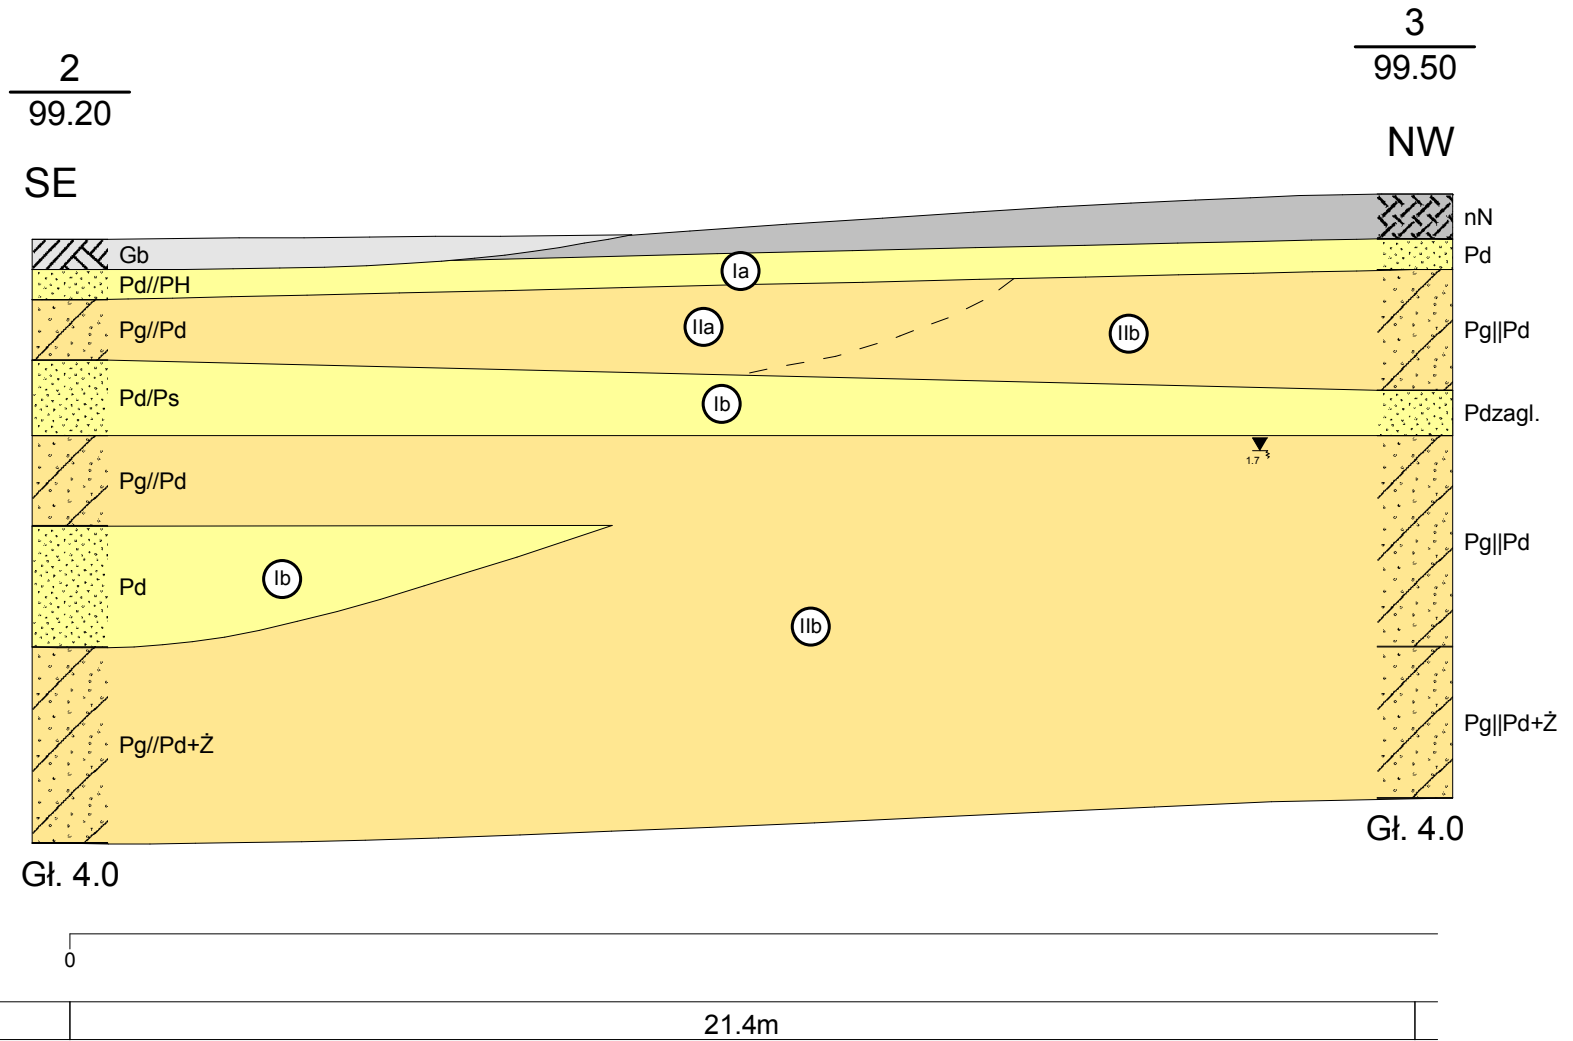 2
99.20
3
99.50
SE
NW
Gb
nN
Pd//PH
Ia
Pd
Pg//Pd
IIa
IIb
Pg||Pd
Pd/Ps
Ib
Pdzagl.
1.7
Pg//Pd
Pg||Pd
Pd
Ib
IIb
Pg//Pd+Ż
Pg||Pd+Ż
Gł. 4.0
Gł. 4.0
0
21.4m